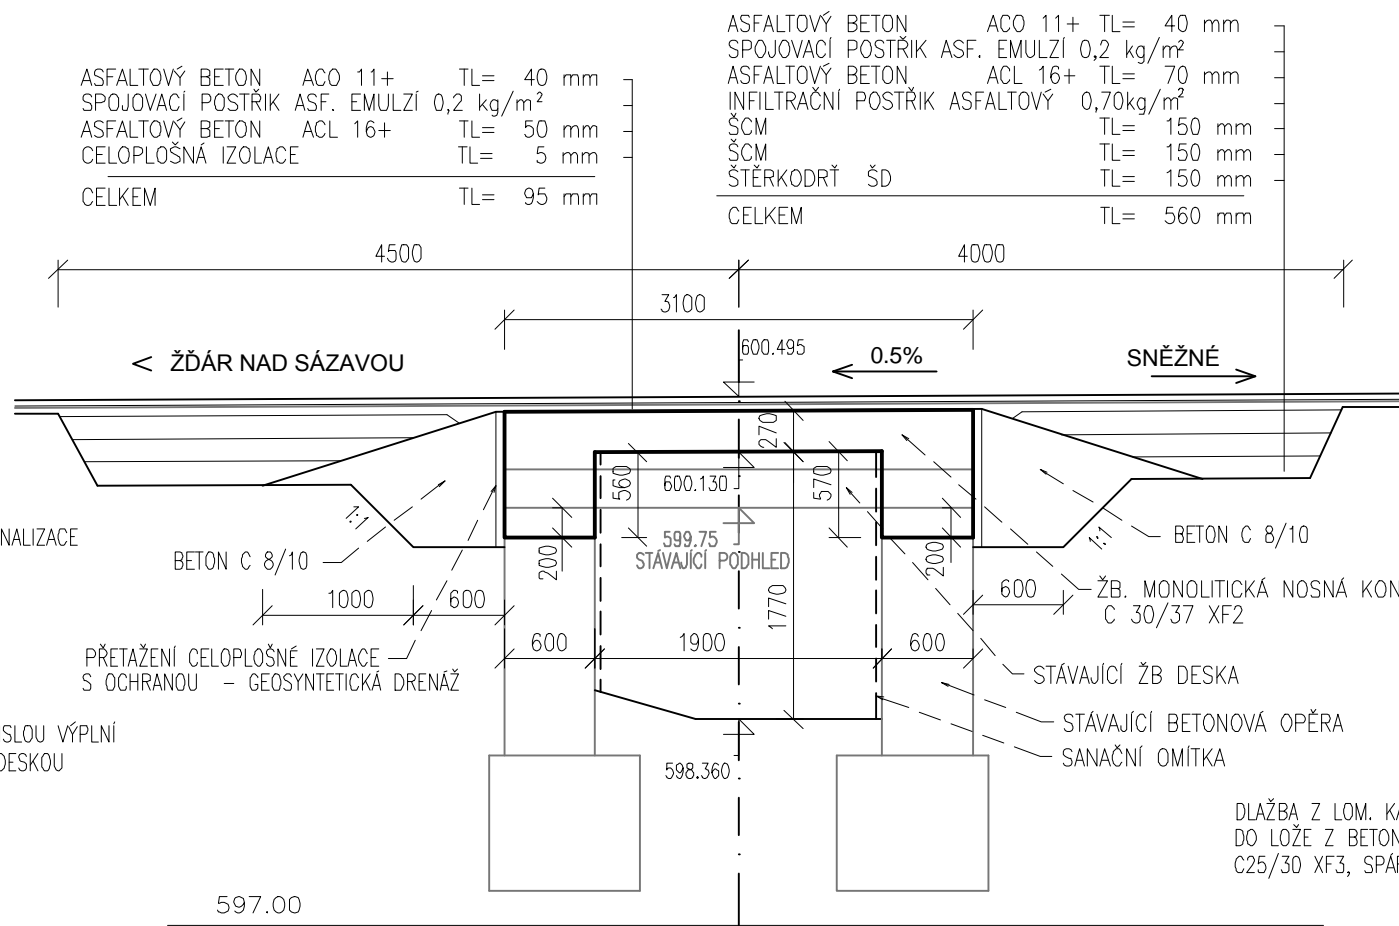 ASFALTOVÝ BETON ACO 11+ TL= 40 mm
SPOJOVACÍ POSTŘIK ASF. EMULZÍ 0,2 kg/m²
ASFALTOVÝ BETON ACL 16+ TL= 50 mm
CELOPLOŠNÁ IZOLACE TL= 5 mm
CELKEM TL= 95 mm
ASFALTOVÝ BETON ACO 11+ TL= 40 mm
SPOJOVACÍ POSTŘIK ASF. EMULZÍ 0,2 kg/m²
ASFALTOVÝ BETON ACL 16+ TL= 70 mm
INFILTRAČNÍ POSTŘIK ASFALTOVÝ 0,70kg/m²
ŠCM TL= 150 mm
ŠCM TL= 150 mm
ŠTĚRKODRŤ ŠD TL= 150 mm
CELKEM TL= 560 mm
4500
4000
3100
600.495
< ŽĎÁR NAD SÁZAVOU
0.5%
SNĚŽNÉ
270
560
600.130
570
1:1
599.75
STÁVAJÍCÍ PODHLED
200
200
1:1
NALIZACE
BETON C 8/10
BETON C 8/10
1000
600
1770
600
ŽB. MONOLITICKÁ NOSNÁ KON
C 30/37 XF2
600
1900
600
PŘETAŽENÍ CELOPLOŠNÉ IZOLACE
S OCHRANOU – GEOSYNTETICKÁ DRENÁŽ
STÁVAJÍCÍ ŽB DESKA
STÁVAJÍCÍ BETONOVÁ OPĚRA
SANAČNÍ OMÍTKA
SLOU VÝPLNÍ
DESKOU
598.360
DLAŽBA Z LOM. KA
DO LOŽE Z BETON
C25/30 XF3, SPÁR
597.00